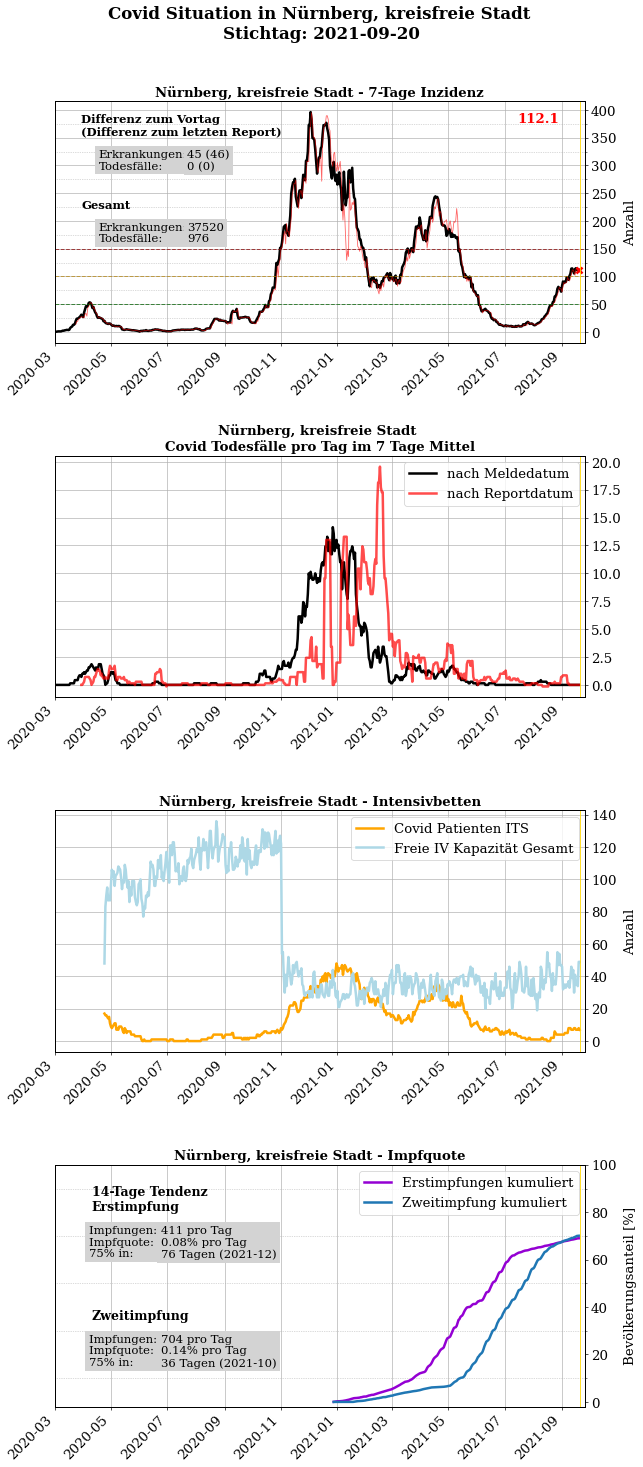 Covid Situation in Nürnberg, kreisfreie Stadt
Stichtag: 2021-09-20
Nürnberg, kreisfreie Stadt - 7-Tage Inzidenz
Differenz zum Vortag
(Differenz zum letzten Report)
Erkrankungen 45 (46)
Todesfälle: 0 (0)
Gesamt
Erkrankungen 37520
Todesfälle: 976
112.1
400
350
300
250
200
150
100
50
0
Anzahl
2020-03 2020-05 2020-07 2020-09 2020-11 2021-01 2021-03 2021-05 2021-07 2021-09
Nürnberg, kreisfreie Stadt
Covid Todesfälle pro Tag im 7 Tage Mittel
nach Meldedatum
nach Reportdatum
20.0
17.5
15.0
12.5
10.0
7.5
5.0
2.5
0.0
2020-03 2020-05 2020-07 2020-09 2020-11 2021-01 2021-03 2021-05 2021-07 2021-09
Nürnberg, kreisfreie Stadt - Intensivbetten
Covid Patienten ITS
Freie IV Kapazität Gesamt
140
120
100
80
60
40
20
0
Anzahl
2020-03 2020-05 2020-07 2020-09 2020-11 2021-01 2021-03 2021-05 2021-07 2021-09
Nürnberg, kreisfreie Stadt - Impfquote
14-Tage Tendenz
Erstimpfung
Impfungen: 411 pro Tag
Impfquote: 0.08% pro Tag
75% in: 76 Tagen (2021-12)
Zweitimpfung
Impfungen: 704 pro Tag
Impfquote: 0.14% pro Tag
75% in: 36 Tagen (2021-10)
Erstimpfungen kumuliert
Zweitimpfung kumuliert
100
80
60
40
20
0
Bevölkerungsanteil [%]
2020-03 2020-05 2020-07 2020-09 2020-11 2021-01 2021-03 2021-05 2021-07 2021-09